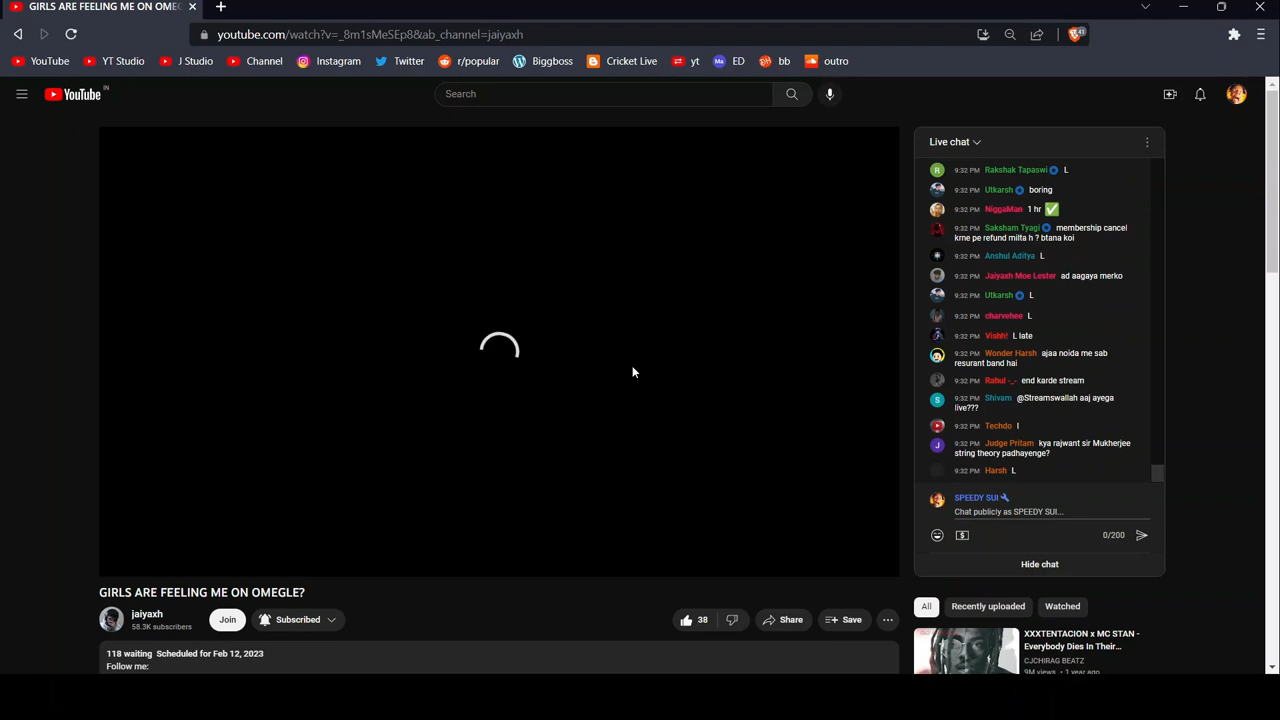 GIRLS ARE FEELING ME ON OMEG
youtube.com/watch?v=_8m1sMeSEp8&ab_channel=jaiyaxh
41
YouTube YT Studio J Studio Channel Instagram Twitter r/popular Bigboss Cricket Live yt Ma ED bb outro
YouTube IN
Search
Live chat
R 9:32 PM Rakshak Tapaswi L
9:32 PM Utkarsh boring
9:32 PM NiggaMan 1 hr ✅
9:32 PM Saksham Tyagi membership cancel
krne pe refund milta h ? btana koi
9:32 PM Anshul Aditya L
9:32 PM Jaiyaxh Moe Lester ad aagaya merko
9:32 PM Utkarsh L
9:32 PM charvehee L
9:32 PM Vishh! L late
9:32 PM Wonder Harsh ajaa noida me sab
resurant band hai
9:32 PM Rahul -_- end karde stream
S 9:32 PM Shivam @Streamswallah aaj ayega
live???
9:32 PM Techdo l
J 9:32 PM Judge Pritam kya rajwant sir Mukherjee
string theory padhayenge?
9:32 PM Harsh L
SPEEDY SUI
Chat publicly as SPEEDY SUI...
0/200
Hide chat
GIRLS ARE FEELING ME ON OMEGLE?
jaiyaxh
58.3K subscribers
Join
Subscribed
38
Share
Save
118 waiting Scheduled for Feb 12, 2023
Follow me:
All Recently uploaded Watched
XXXTENTACION x MC STAN -
Everybody Dies In Their...
CJCHIRAG BEATZ
9M views • 1 year ago